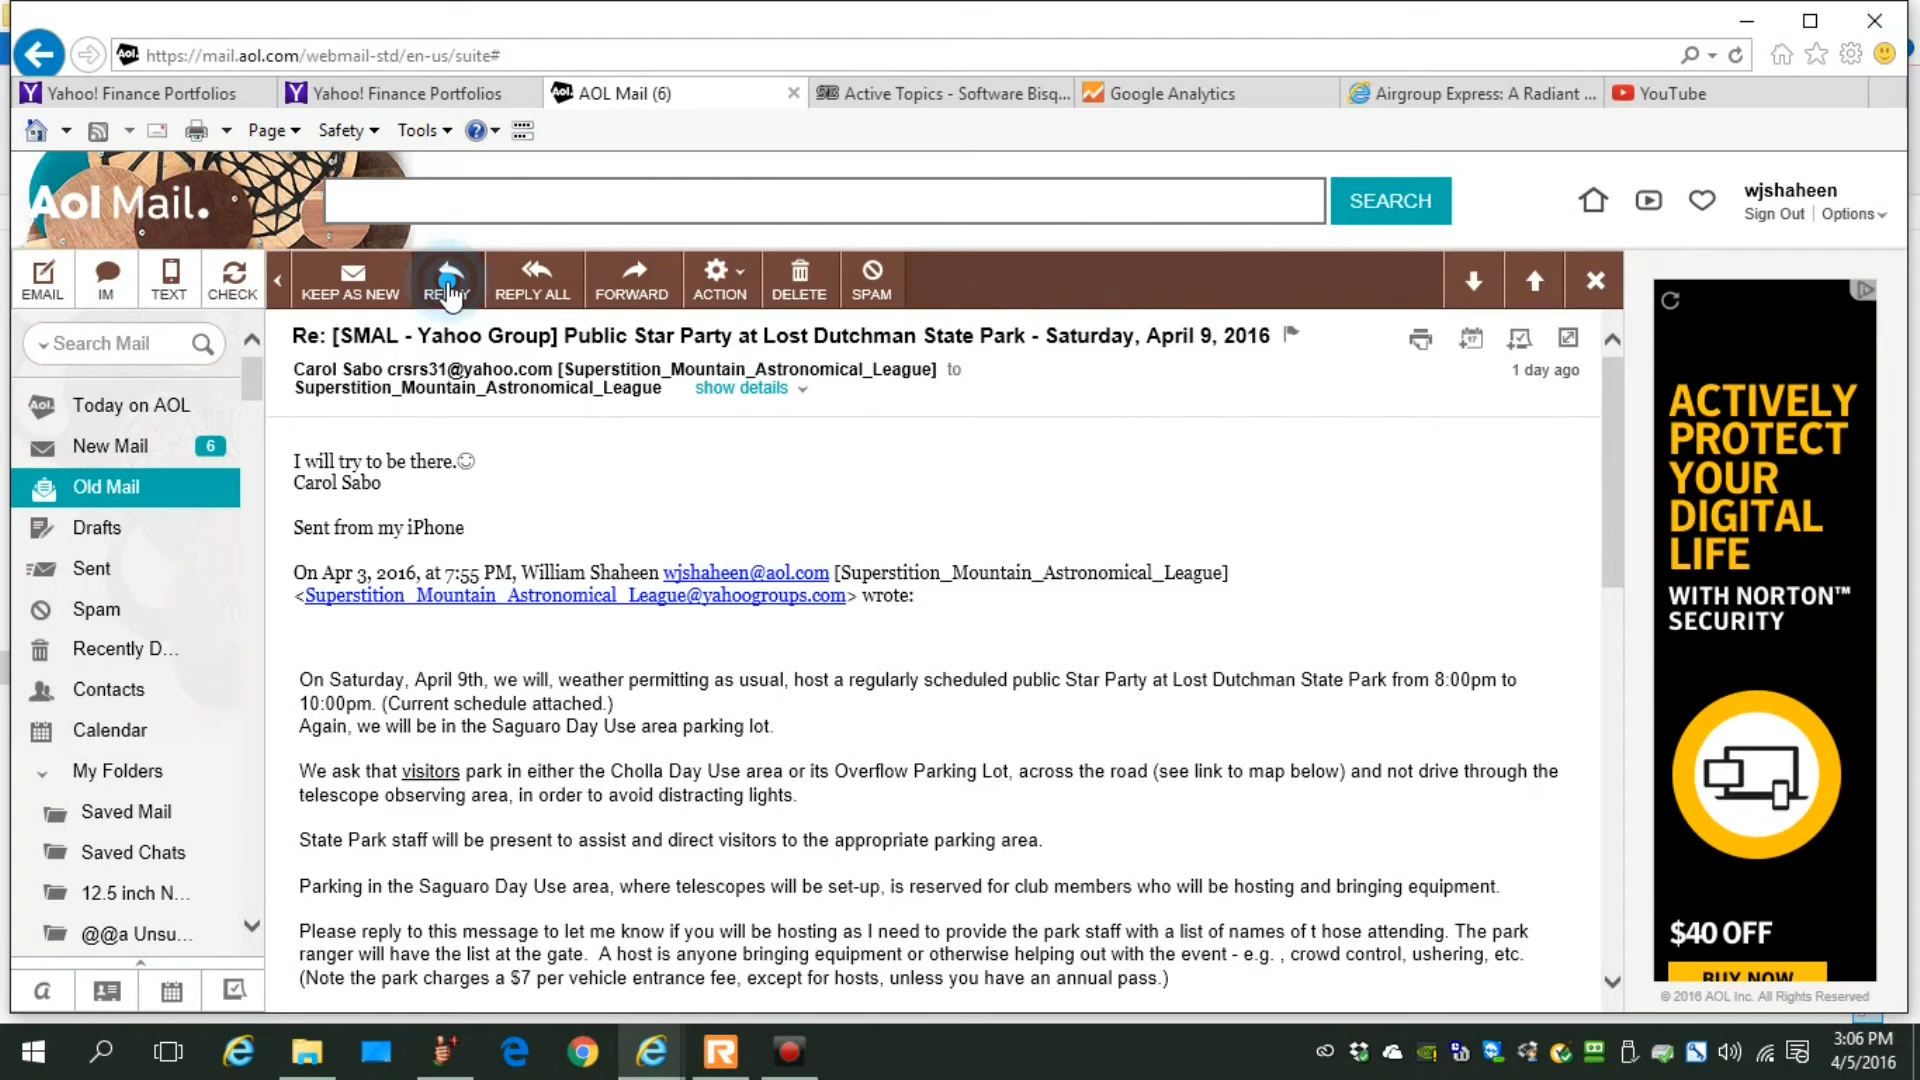 https://mail.aol.com/webmail-std/en-us/suite#
Yahoo! Finance Portfolios
Yahoo! Finance Portfolios
AOL Mail (6)
Active Topics - Software Bisq...
Google Analytics
Airgroup Express: A Radiant ...
YouTube
Page
Safety
Tools
Aol Mail.
SEARCH
wjshaheen
Sign Out
Options
EMAIL
IM
TEXT
CHECK
KEEP AS NEW
REPLY
REPLY ALL
FORWARD
ACTION
DELETE
SPAM
Search Mail
Today on AOL
New Mail
6
Old Mail
Drafts
Sent
Spam
Recently D...
Contacts
Calendar
My Folders
Saved Mail
Saved Chats
12.5 inch N...
@@a Unsu...
Re: [SMAL - Yahoo Group] Public Star Party at Lost Dutchman State Park - Saturday, April 9, 2016
Carol Sabo crsrs31@yahoo.com [Superstition_Mountain_Astronomical_League] to
Superstition_Mountain_Astronomical_League
show details
1 day ago
I will try to be there.☺
Carol Sabo
Sent from my iPhone
On Apr 3, 2016, at 7:55 PM, William Shaheen wjshaheen@aol.com [Superstition_Mountain_Astronomical_League]
<Superstition_Mountain_Astronomical_League@yahoogroups.com> wrote:
On Saturday, April 9th, we will, weather permitting as usual, host a regularly scheduled public Star Party at Lost Dutchman State Park from 8:00pm to
10:00pm. (Current schedule attached.)
Again, we will be in the Saguaro Day Use area parking lot.
We ask that visitors park in either the Cholla Day Use area or its Overflow Parking Lot, across the road (see link to map below) and not drive through the
telescope observing area, in order to avoid distracting lights.
State Park staff will be present to assist and direct visitors to the appropriate parking area.
Parking in the Saguaro Day Use area, where telescopes will be set-up, is reserved for club members who will be hosting and bringing equipment.
Please reply to this message to let me know if you will be hosting as I need to provide the park staff with a list of names of t hose attending. The park
ranger will have the list at the gate.  A host is anyone bringing equipment or otherwise helping out with the event - e.g. , crowd control, ushering, etc.
(Note the park charges a $7 per vehicle entrance fee, except for hosts, unless you have an annual pass.)
ACTIVELY
PROTECT
YOUR
DIGITAL
LIFE
WITH NORTON™
SECURITY
$40 OFF
BUY NOW
© 2016 AOL Inc. All Rights Reserved
3:06 PM
4/5/2016